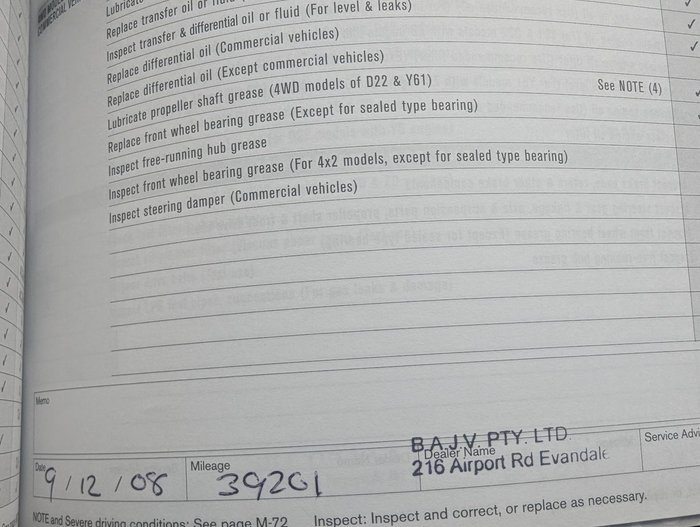 COMMERCIAL
Lubricate
Replace transfer oil or fluid
Inspect transfer & differential oil or fluid (For level & leaks)
Replace differential oil (Commercial vehicles)
Replace differential oil (Except commercial vehicles)
Lubricate propeller shaft grease (4WD models of D22 & Y61)
Replace front wheel bearing grease (Except for sealed type bearing) See NOTE (4)
Inspect free-running hub grease
Inspect front wheel bearing grease (For 4x2 models, except for sealed type bearing)
Inspect steering damper (Commercial vehicles)
Memo
Date 9/12/08
Mileage 39201
B.A.J.V. PTY. LTD.
Dealer Name
216 Airport Rd Evandale
Service Advi
NOTE and Severe driving conditions: See page M-72
Inspect: Inspect and correct, or replace as necessary.